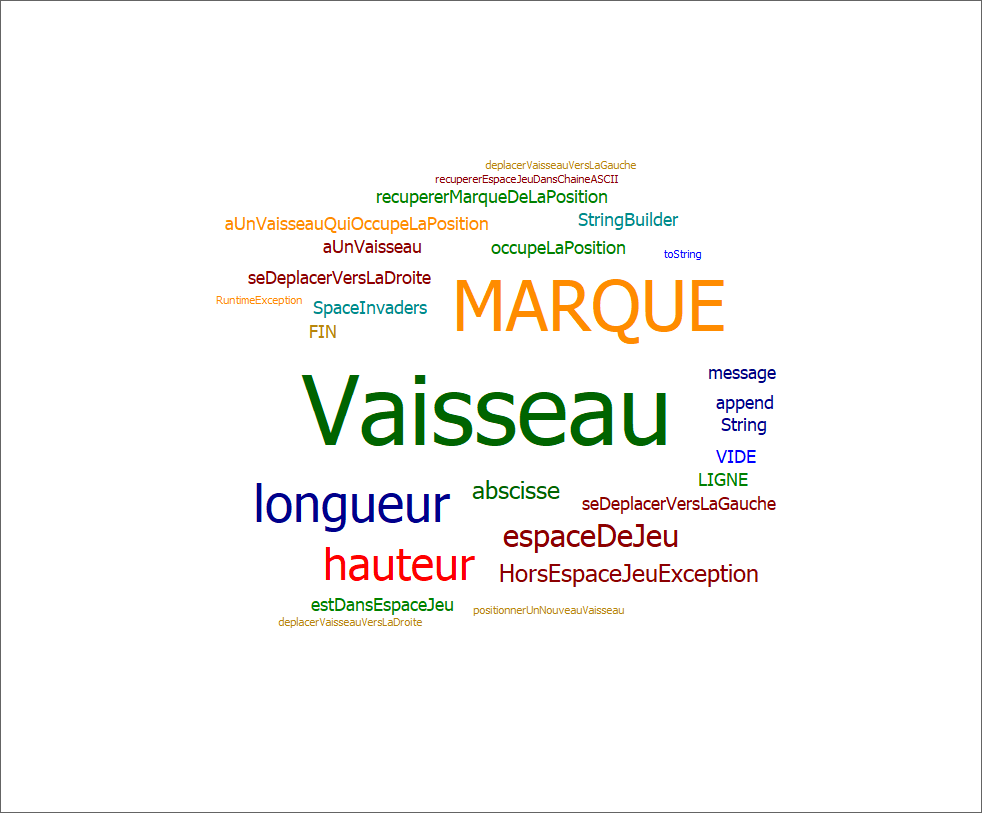 deplacerVaisseauVersLaGauche
recupererEspaceJeuDansChaineASCII
recupererMarqueDeLaPosition
aUnVaisseauQuiOccupeLaPosition
StringBuilder
aUnVaisseau
occupeLaPosition
toString
seDeplacerVersLaDroite
RuntimeException
SpaceInvaders
MARQUE
FIN
message
Vaisseau
append
String
VIDE
LIGNE
longueur
abscisse
seDeplacerVersLaGauche
espaceDeJeu
hauteur
HorsEspaceJeuException
estDansEspaceJeu
positionnerUnNouveauVaisseau
deplacerVaisseauVersLaDroite